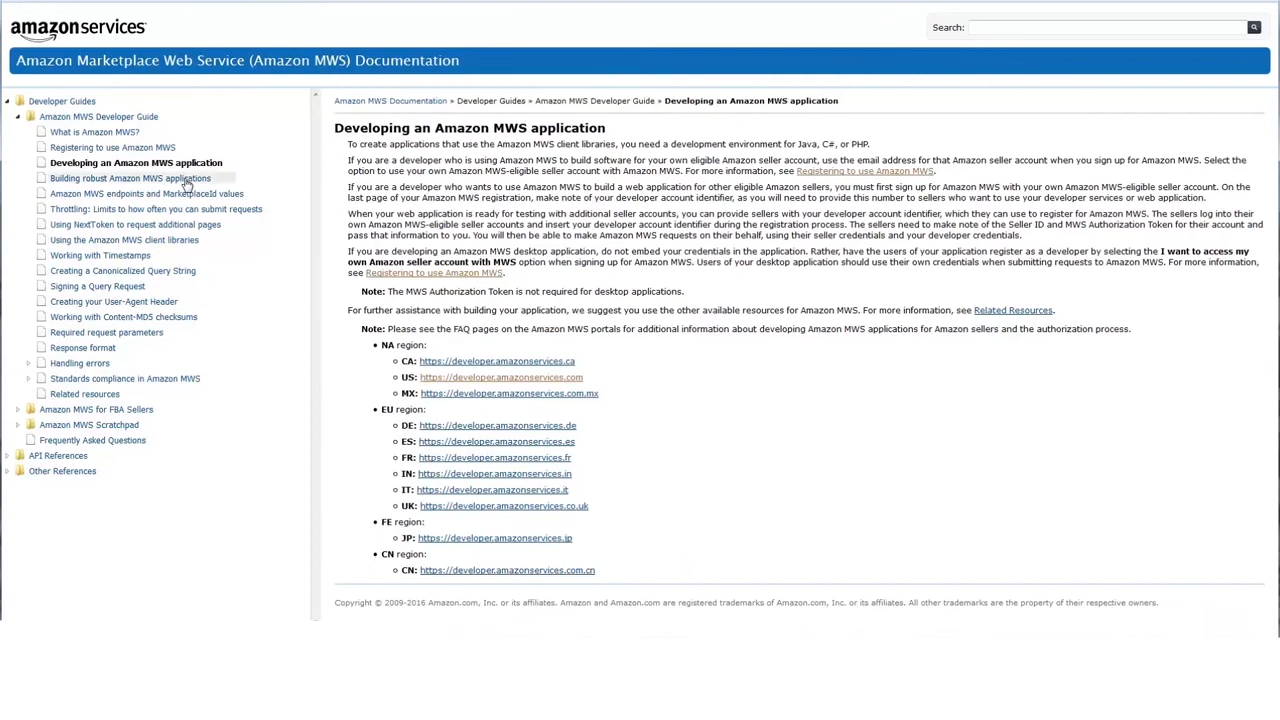 amazonservices
Search:
Amazon Marketplace Web Service (Amazon MWS) Documentation
Developer Guides
Amazon MWS Developer Guide
What is Amazon MWS?
Registering to use Amazon MWS
Developing an Amazon MWS application
Building robust Amazon MWS applications
Amazon MWS endpoints and MarketplaceId values
Throttling: Limits to how often you can submit requests
Using NextToken to request additional pages
Using the Amazon MWS client libraries
Working with Timestamps
Creating a Canonicalized Query String
Signing a Query Request
Creating your User-Agent Header
Working with Content-MD5 checksums
Required request parameters
Response format
Handling errors
Standards compliance in Amazon MWS
Related resources
Amazon MWS for FBA Sellers
Amazon MWS Scratchpad
Frequently Asked Questions
API References
Other References
Amazon MWS Documentation » Developer Guides » Amazon MWS Developer Guide » Developing an Amazon MWS application
Developing an Amazon MWS application
To create applications that use the Amazon MWS client libraries, you need a development environment for Java, C#, or PHP.
If you are a developer who is using Amazon MWS to build software for your own eligible Amazon seller account, use the email address for that Amazon seller account when you sign up for Amazon MWS. Select the
option to use your own Amazon MWS-eligible seller account with Amazon MWS. For more information, see Registering to use Amazon MWS.
If you are a developer who wants to use Amazon MWS to build a web application for other eligible Amazon sellers, you must first sign up for Amazon MWS with your own Amazon MWS-eligible seller account. On the
last page of your Amazon MWS registration, make note of your developer account identifier, as you will need to provide this number to sellers who want to use your developer services or web application.
When your web application is ready for testing with additional seller accounts, you can provide sellers with your developer account identifier, which they can use to register for Amazon MWS. The sellers log into their
own Amazon MWS-eligible seller accounts and insert your developer account identifier during the registration process. The sellers need to make note of the Seller ID and MWS Authorization Token for their account and
pass that information to you. You will then be able to make Amazon MWS requests on their behalf, using their seller credentials and your developer credentials.
If you are developing an Amazon MWS desktop application, do not embed your credentials in the application. Rather, have the users of your application register as a developer by selecting the I want to access my
own Amazon seller account with MWS option when signing up for Amazon MWS. Users of your desktop application should use their own credentials when submitting requests to Amazon MWS. For more information,
see Registering to use Amazon MWS.
Note: The MWS Authorization Token is not required for desktop applications.
For further assistance with building your application, we suggest you use the other available resources for Amazon MWS. For more information, see Related Resources.
Note: Please see the FAQ pages on the Amazon MWS portals for additional information about developing Amazon MWS applications for Amazon sellers and the authorization process.
NA region:
CA: https://developer.amazonservices.ca
US: https://developer.amazonservices.com
MX: https://developer.amazonservices.com.mx
EU region:
DE: https://developer.amazonservices.de
ES: https://developer.amazonservices.es
FR: https://developer.amazonservices.fr
IN: https://developer.amazonservices.in
IT: https://developer.amazonservices.it
UK: https://developer.amazonservices.co.uk
FE region:
JP: https://developer.amazonservices.jp
CN region:
CN: https://developer.amazonservices.com.cn
Copyright © 2009-2016 Amazon.com, Inc. or its affiliates. Amazon and Amazon.com are registered trademarks of Amazon.com, Inc. or its affiliates. All other trademarks are the property of their respective owners.